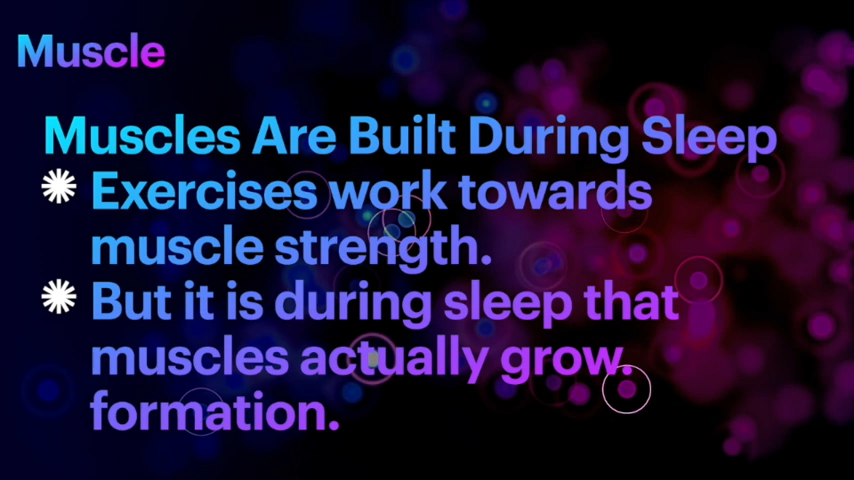 Muscle
Muscles Are Built During Sleep
Exercises work towards
muscle strength.
But it is during sleep that
muscles actually grow.
formation.